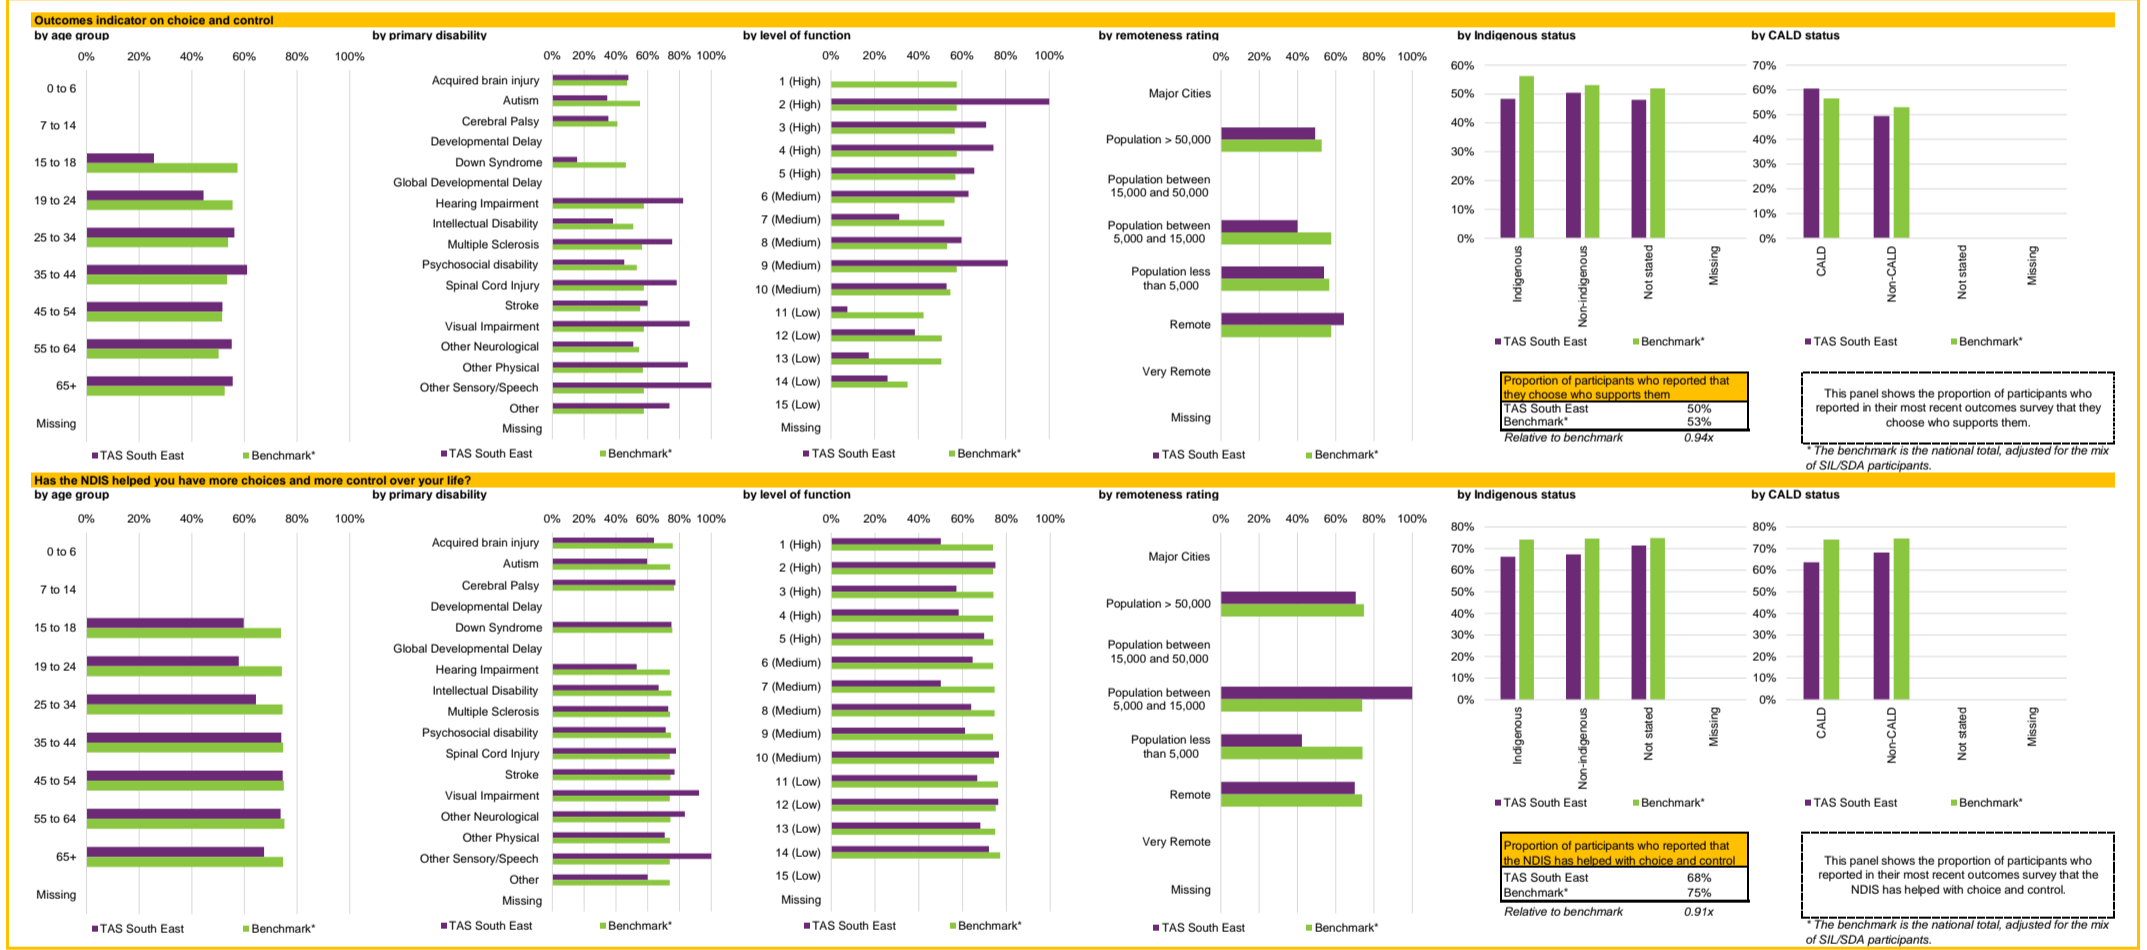 Outcomes indicator on choice and control
by age group
0% 20% 40% 60% 80% 100%
0 to 6
7 to 14
15 to 18
19 to 24
25 to 34
35 to 44
45 to 54
55 to 64
65+
Missing
TAS South East Benchmark*
by primary disability
0% 20% 40% 60% 80% 100%
Acquired brain injury
Autism
Cerebral Palsy
Developmental Delay
Down Syndrome
Global Developmental Delay
Hearing Impairment
Intellectual Disability
Multiple Sclerosis
Psychosocial disability
Spinal Cord Injury
Stroke
Visual Impairment
Other Neurological
Other Physical
Other Sensory/Speech
Other
Missing
TAS South East Benchmark*
by level of function
0% 20% 40% 60% 80% 100%
1 (High)
2 (High)
3 (High)
4 (High)
5 (High)
6 (Medium)
7 (Medium)
8 (Medium)
9 (Medium)
10 (Medium)
11 (Low)
12 (Low)
13 (Low)
14 (Low)
15 (Low)
Missing
TAS South East Benchmark*
by remoteness rating
0% 20% 40% 60% 80% 100%
Major Cities
Population > 50,000
Population between
15,000 and 50,000
Population between
5,000 and 15,000
Population less
than 5,000
Remote
Very Remote
Missing
TAS South East Benchmark*
by Indigenous status
60%
50%
40%
30%
20%
10%
0%
Indigenous
Non-indigenous
Not stated
Missing
TAS South East Benchmark*
by CALD status
70%
60%
50%
40%
30%
20%
10%
0%
CALD
Non-CALD
Not stated
Missing
TAS South East Benchmark*
Proportion of participants who reported that
they choose who supports them
TAS South East 50%
Benchmark* 53%
Relative to benchmark 0.94x
This panel shows the proportion of participants who
reported in their most recent outcomes survey that they
choose who supports them.
* The benchmark is the national total, adjusted for the mix
of SIL/SDA participants.
Has the NDIS helped you have more choices and more control over your life?
by age group
0% 20% 40% 60% 80% 100%
0 to 6
7 to 14
15 to 18
19 to 24
25 to 34
35 to 44
45 to 54
55 to 64
65+
Missing
TAS South East Benchmark*
by primary disability
0% 20% 40% 60% 80% 100%
Acquired brain injury
Autism
Cerebral Palsy
Developmental Delay
Down Syndrome
Global Developmental Delay
Hearing Impairment
Intellectual Disability
Multiple Sclerosis
Psychosocial disability
Spinal Cord Injury
Stroke
Visual Impairment
Other Neurological
Other Physical
Other Sensory/Speech
Other
Missing
TAS South East Benchmark*
by level of function
0% 20% 40% 60% 80% 100%
1 (High)
2 (High)
3 (High)
4 (High)
5 (High)
6 (Medium)
7 (Medium)
8 (Medium)
9 (Medium)
10 (Medium)
11 (Low)
12 (Low)
13 (Low)
14 (Low)
15 (Low)
Missing
TAS South East Benchmark*
by remoteness rating
0% 20% 40% 60% 80% 100%
Major Cities
Population > 50,000
Population between
15,000 and 50,000
Population between
5,000 and 15,000
Population less
than 5,000
Remote
Very Remote
Missing
TAS South East Benchmark*
by Indigenous status
80%
70%
60%
50%
40%
30%
20%
10%
0%
Indigenous
Non-indigenous
Not stated
Missing
TAS South East Benchmark*
by CALD status
80%
70%
60%
50%
40%
30%
20%
10%
0%
CALD
Non-CALD
Not stated
Missing
TAS South East Benchmark*
Proportion of participants who reported that
the NDIS has helped with choice and control
TAS South East 68%
Benchmark* 75%
Relative to benchmark 0.91x
This panel shows the proportion of participants who
reported in their most recent outcomes survey that the
NDIS has helped with choice and control.
* The benchmark is the national total, adjusted for the mix
of SIL/SDA participants.